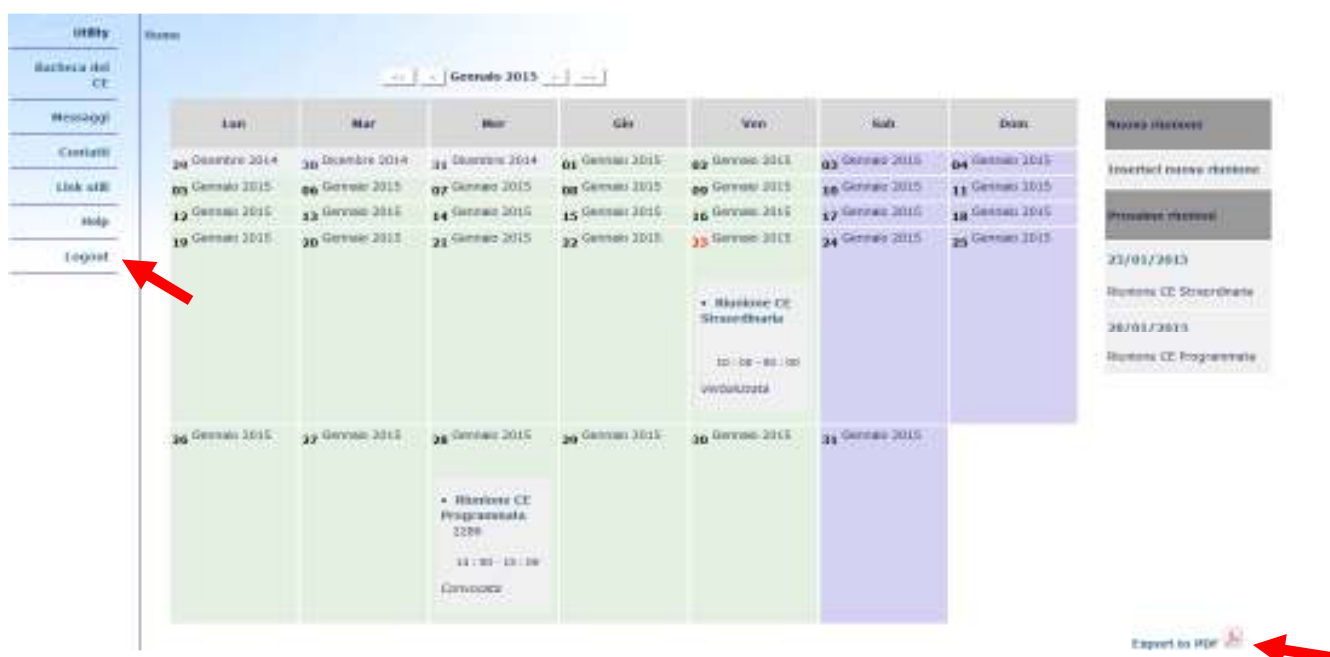 Utility
Home
Bacheca del
CE
Messaggi
Contatti
Link utili
Help
Logout
Gennaio 2015
Lun Mar Mer Gio Ven Sab Dom
29 Dicembre 2014 30 Dicembre 2014 31 Dicembre 2014 01 Gennaio 2015 02 Gennaio 2015 03 Gennaio 2015 04 Gennaio 2015
05 Gennaio 2015 06 Gennaio 2015 07 Gennaio 2015 08 Gennaio 2015 09 Gennaio 2015 10 Gennaio 2015 11 Gennaio 2015
12 Gennaio 2015 13 Gennaio 2015 14 Gennaio 2015 15 Gennaio 2015 16 Gennaio 2015 17 Gennaio 2015 18 Gennaio 2015
19 Gennaio 2015 20 Gennaio 2015 21 Gennaio 2015 22 Gennaio 2015 23 Gennaio 2015 24 Gennaio 2015 25 Gennaio 2015
• Riunione CE
Straordinaria
Verbalizzata
26 Gennaio 2015 27 Gennaio 2015 28 Gennaio 2015 29 Gennaio 2015 30 Gennaio 2015 31 Gennaio 2015
• Riunione CE
Programmata
Convocata
Nuova riunione
Inserisci nuova riunione
Prossime riunioni
23/01/2015
Riunione CE Straordinaria
28/01/2015
Riunione CE Programmata
Export to PDF